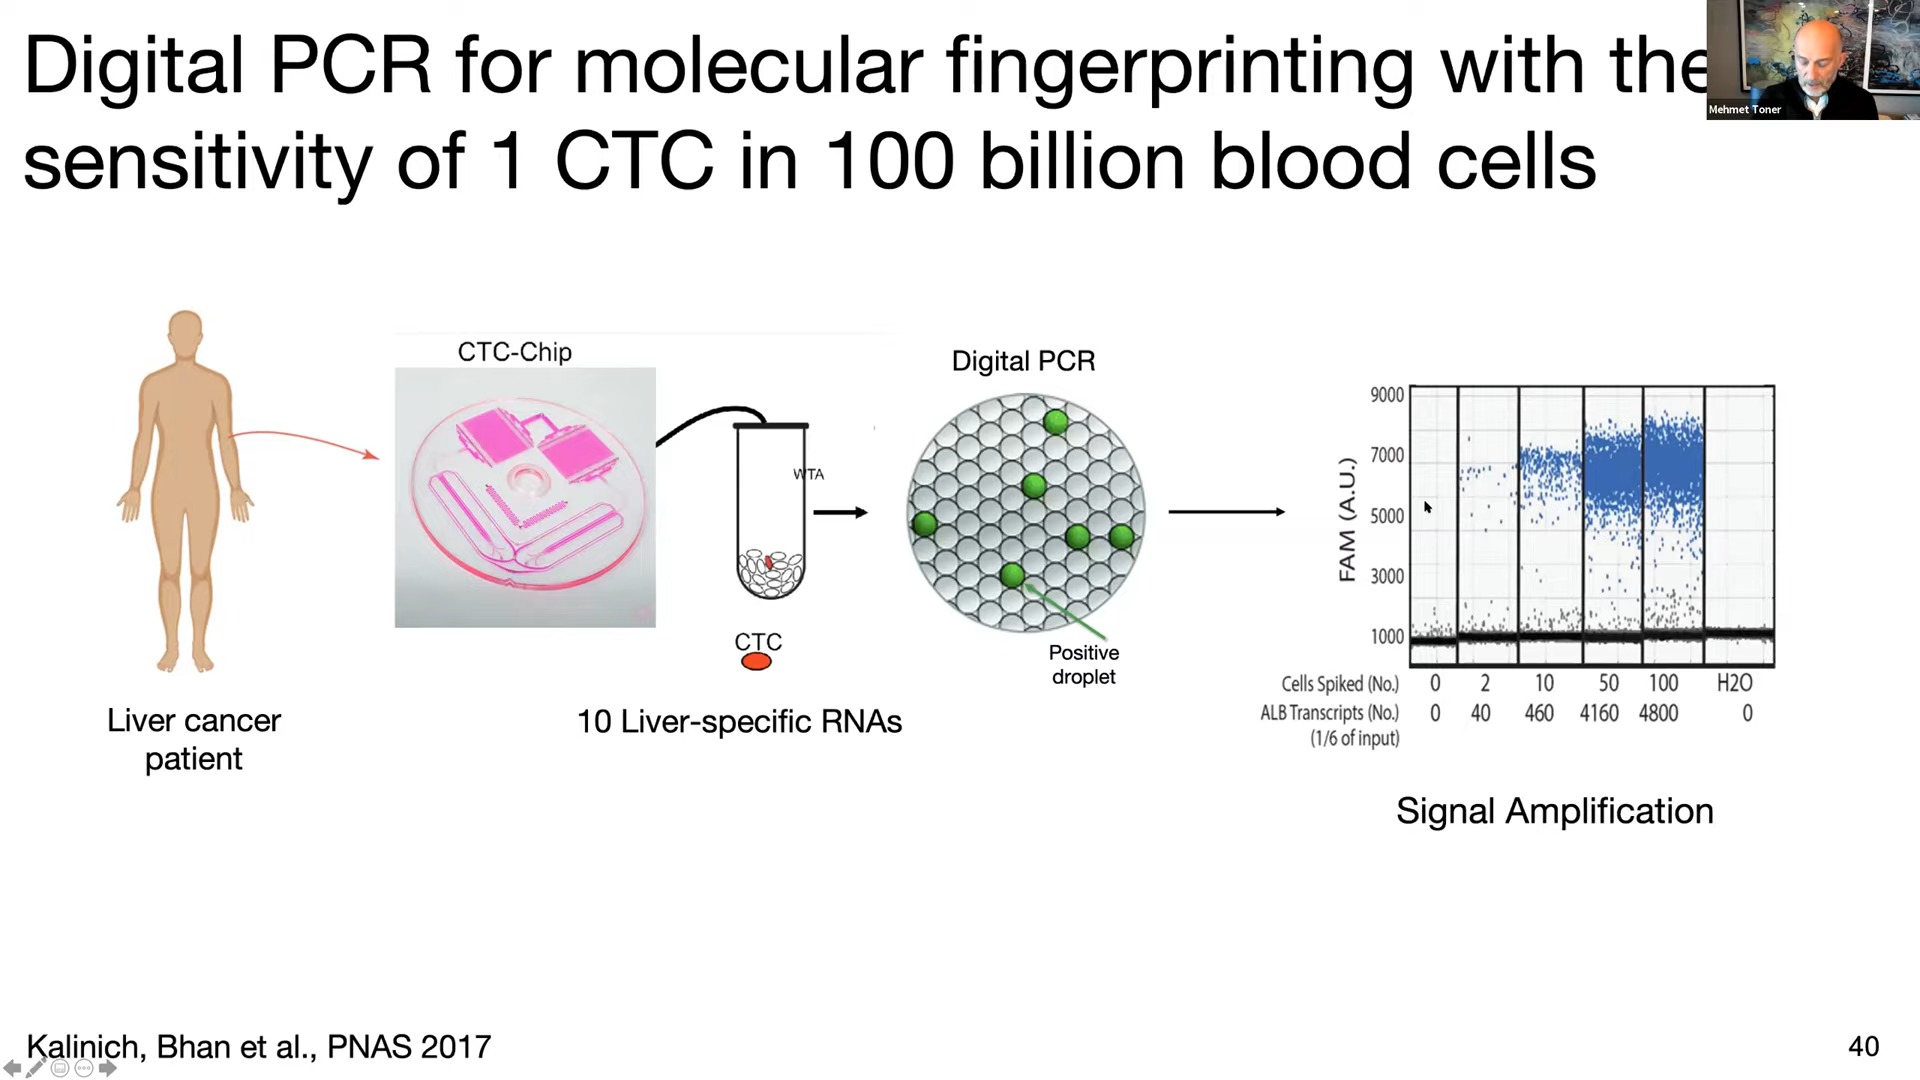 Digital PCR for molecular fingerprinting with the
sensitivity of 1 CTC in 100 billion blood cells
Mehmet Toner
CTC-Chip
WTA
CTC
Digital PCR
Positive
droplet
9000
7000
5000
3000
1000
FAM (A.U.)
Cells Spiked (No.) 0 2 10 50 100 H2O
ALB Transcripts (No.) 0 40 460 4160 4800 0
(1/6 of input)
Liver cancer
patient
10 Liver-specific RNAs
Signal Amplification
Kalinich, Bhan et al., PNAS 2017
40